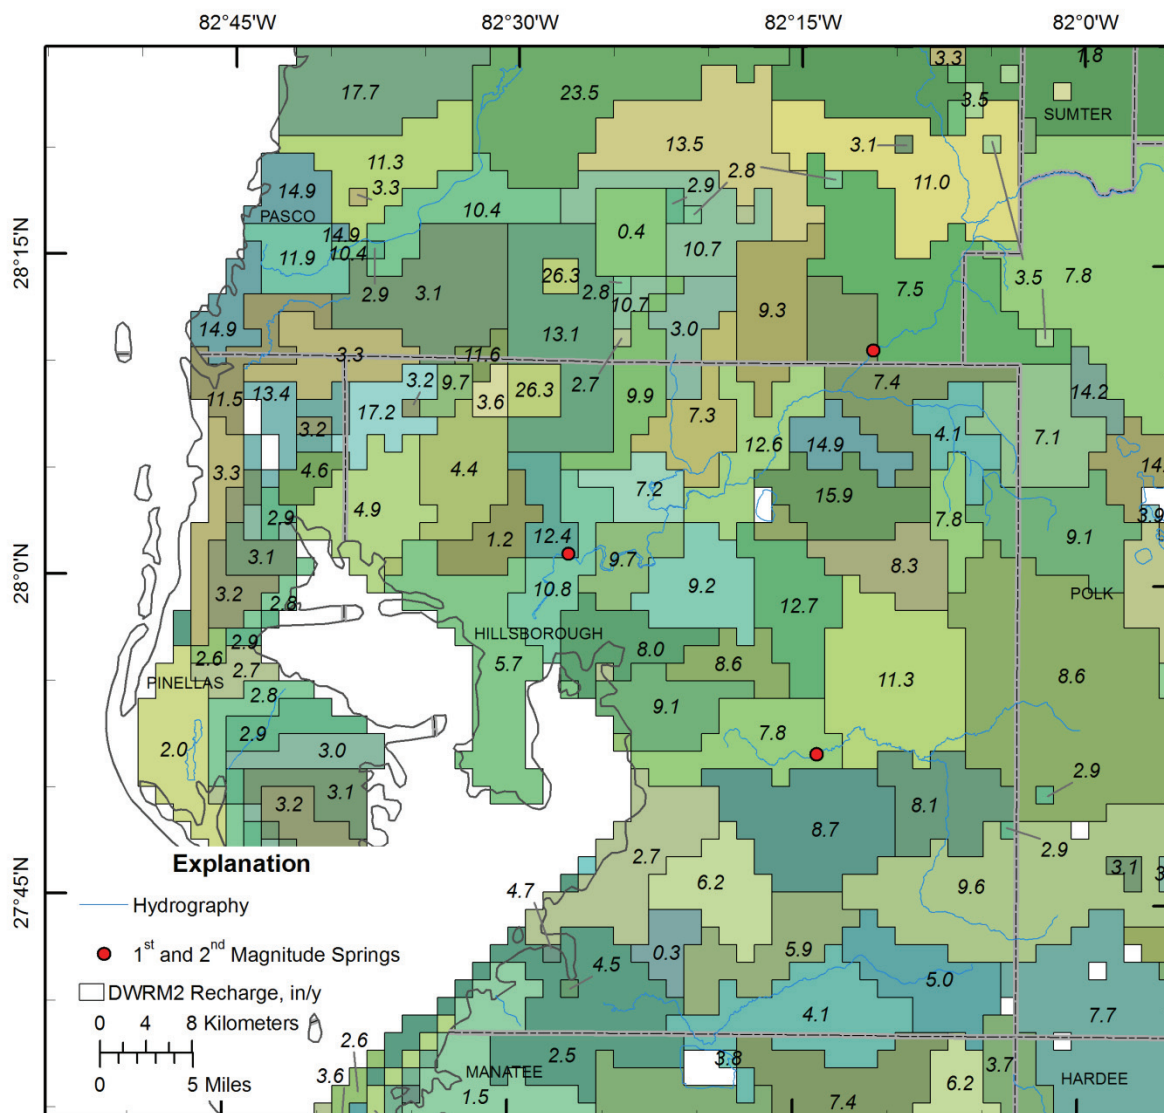 82°45'W 82°30'W 82°15'W 82°0'W
3.3 1.8
17.7 23.5 3.5
SUMTER
13.5 3.1
11.3 2.8 11.0
14.9 3.3 2.9
PASCO 10.4
14.9 0.4
28°15'N 11.9 10.4 10.7
26.3 3.5 7.8
2.9 3.1 2.8 7.5
10.7 9.3
14.9 13.1 3.0
3.3 11.6
2.7 7.4
11.5 13.4 3.2 9.7 26.3 9.9 14.2
17.2 3.6 7.3
3.2 12.6 14.9 4.1 7.1
3.3 4.6 4.4 14.
7.2 15.9
4.9 7.8 3.9
2.9 1.2 12.4 9.1
3.1 9.7
28°0'N 8.3
3.2 10.8 9.2 POLK
2.8 12.7
HILLSBOROUGH
2.9 8.0
2.6 5.7 8.6 8.6
PINELLAS 2.7 11.3
2.8 9.1
2.9 7.8
2.0 3.0
2.9
3.2 3.1 8.1
8.7
2.9
Explanation 2.7
3.1 3
27°45'N 4.7 6.2 9.6
Hydrography
1st and 2nd Magnitude Springs 0.3 5.9
4.5 5.0
DWRM2 Recharge, in/y
0 4 8 Kilometers 4.1 7.7
2.6 2.5 3.8
3.7
MANATEE
3.6 HARDEE
0 5 Miles 6.2
1.5 7.4